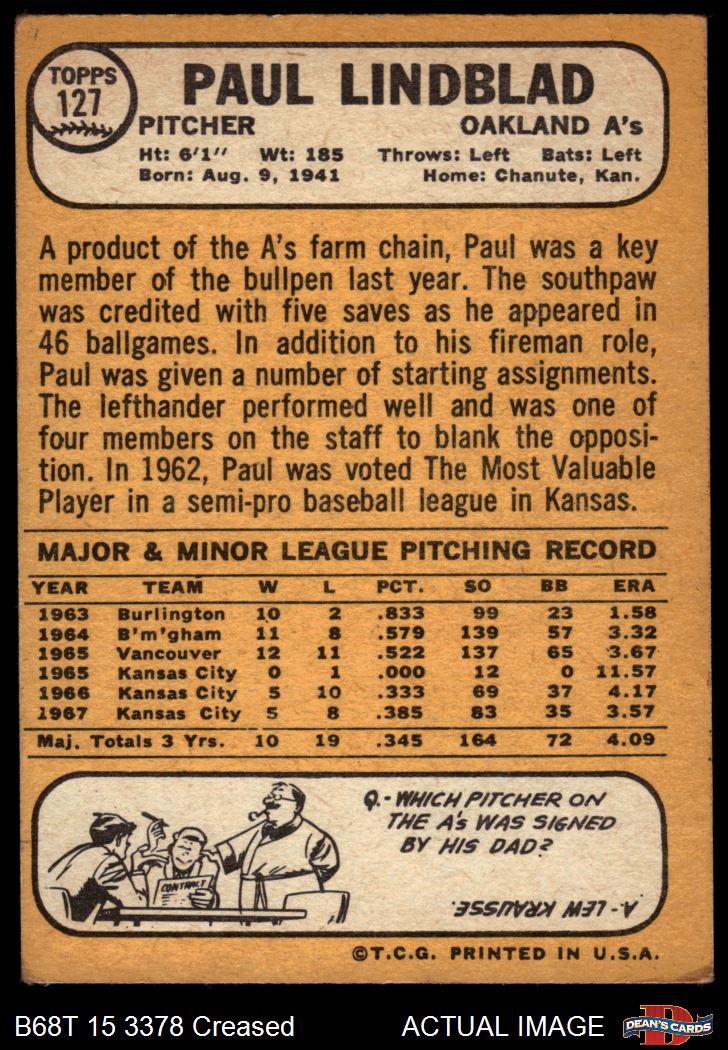 TOPPS
127
PAUL LINDBLAD
PITCHER OAKLAND A's
Ht: 6'1" Wt: 185 Throws: Left Bats: Left
Born: Aug. 9, 1941 Home: Chanute, Kan.
A product of the A's farm chain, Paul was a key
member of the bullpen last year. The southpaw
was credited with five saves as he appeared in
46 ballgames. In addition to his fireman role,
Paul was given a number of starting assignments.
The lefthander performed well and was one of
four members on the staff to blank the opposi-
tion. In 1962, Paul was voted The Most Valuable
Player in a semi-pro baseball league in Kansas.
MAJOR & MINOR LEAGUE PITCHING RECORD
YEAR TEAM W L PCT. SO BB ERA
1963 Burlington 10 2 .833 99 23 1.58
1964 B'm'gham 11 8 .579 139 57 3.32
1965 Vancouver 12 11 .522 137 65 3.67
1965 Kansas City 0 1 .000 12 0 11.57
1966 Kansas City 5 10 .333 69 37 4.17
1967 Kansas City 5 8 .385 83 35 3.57
Maj. Totals 3 Yrs. 10 19 .345 164 72 4.09
CONTRACT
Q.-WHICH PITCHER ON
THE A's WAS SIGNED
BY HIS DAD?
A-LEW KRAUSSE.
©T.C.G. PRINTED IN U.S.A.
B68T 15 3378 Creased ACTUAL IMAGE
D
DEAN'S CARDS